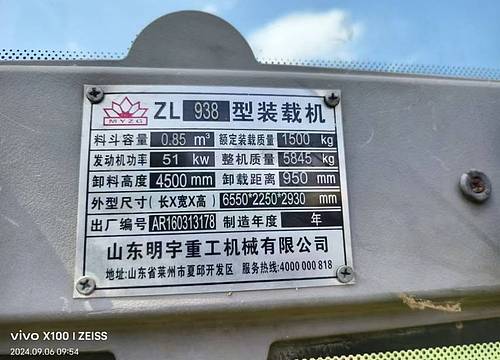 MYZG
ZL 938 型装载机
料斗容量 0.85 m³ 额定装载质量 1500 kg
发动机功率 51 kw 整机质量 5845 kg
卸料高度 4500 mm 卸载距离 950 mm
外型尺寸(长X宽X高) 6550*2250*2930 mm
出厂编号 AR160313178 制造年度 年
山东明宇重工机械有限公司
地址:山东省莱州市夏邱开发区 服务热线:4000 000 818
vivo X100 | ZEISS
2024.09.06 09:54